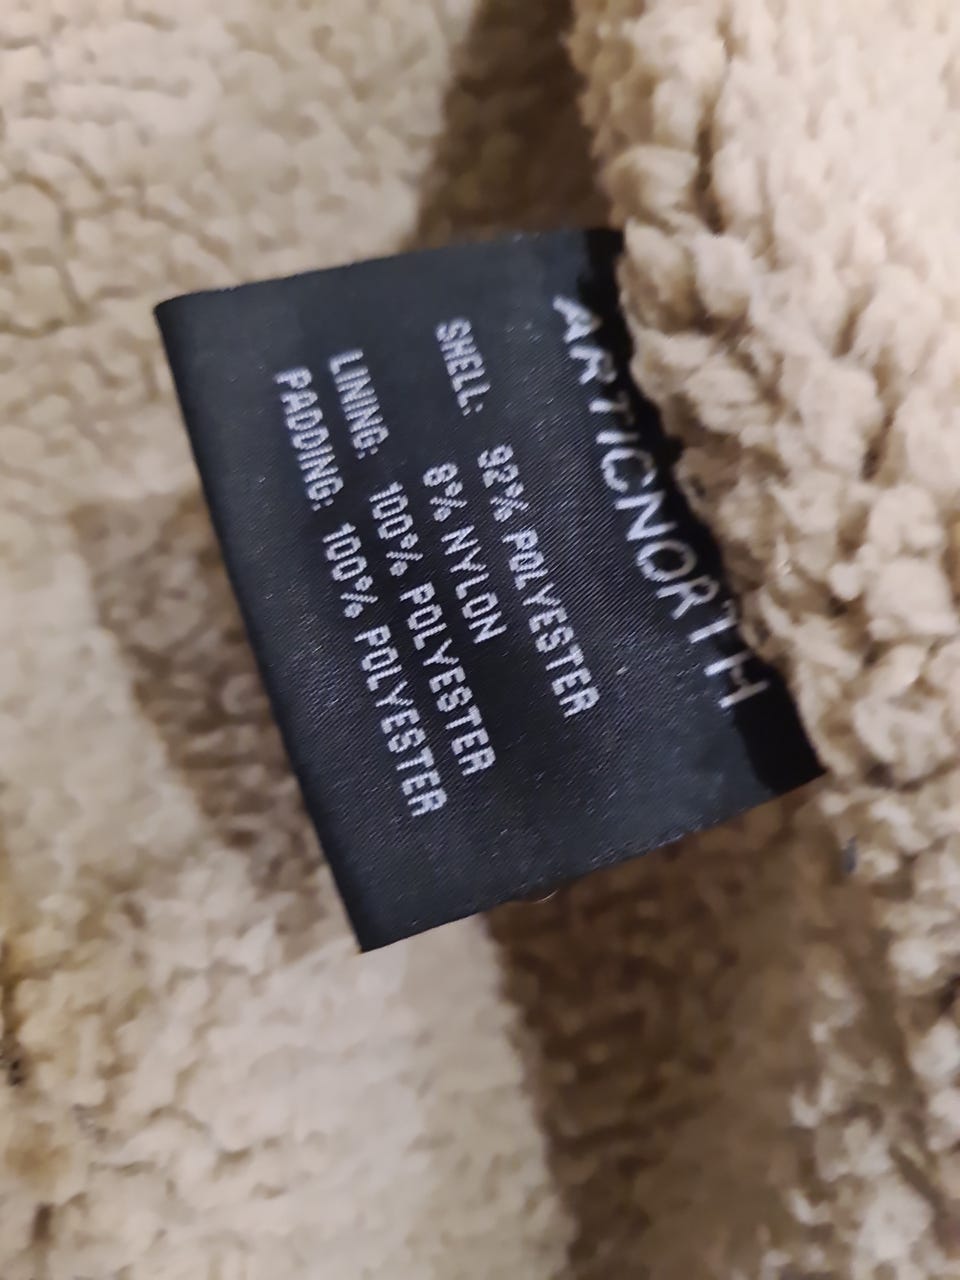 ARTICNORTH
SHELL: 92% POLYESTER
8% NYLON
LINING: 100% POLYESTER
PADDING: 100% POLYESTER